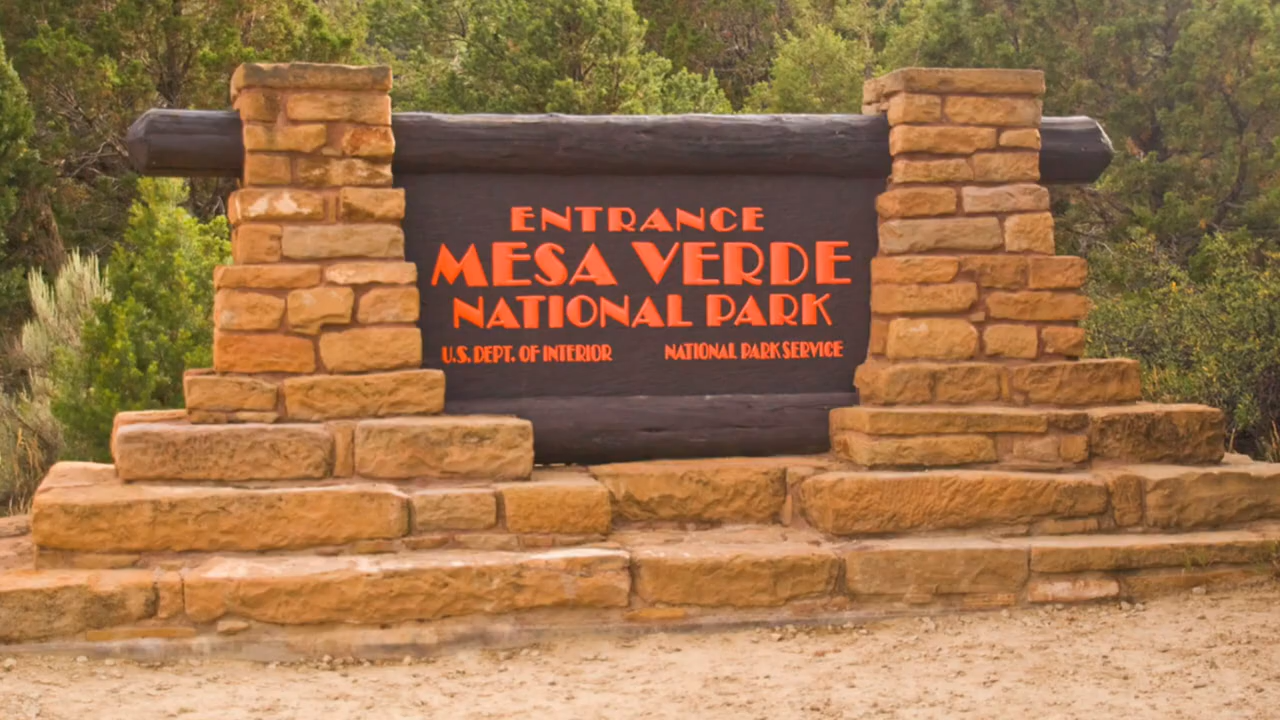 ENTRANCE
MESA VERDE
NATIONAL PARK
U.S. DEPT. OF INTERIOR NATIONAL PARK SERVICE